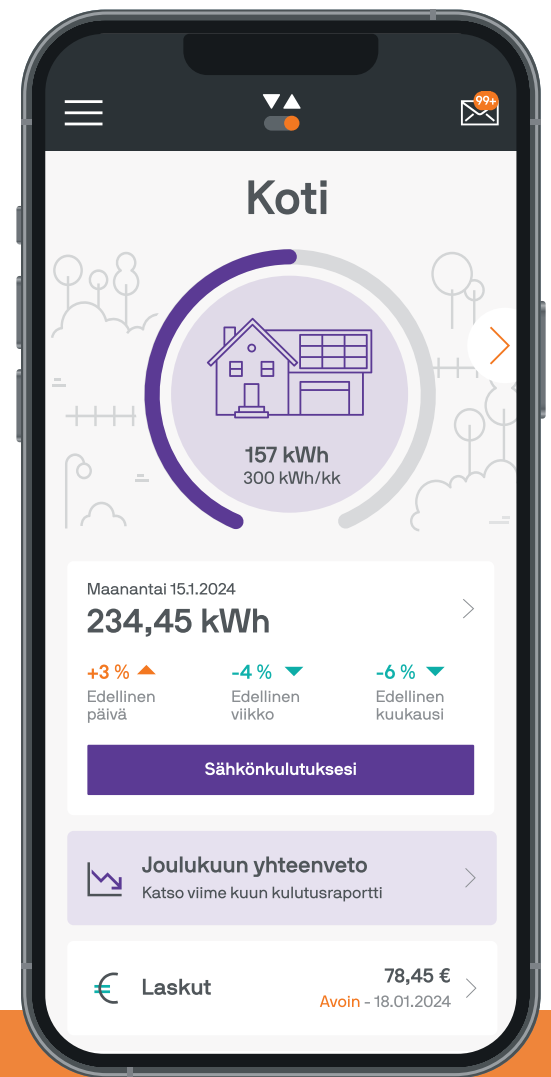 99+
Koti
157 kWh
300 kWh/kk
Maanantai 15.1.2024
234,45 kWh
+3 %
-4 %
-6 %
Edellinen
päivä
Edellinen
viikko
Edellinen
kuukausi
Sähkönkulutuksesi
Joulukuun yhteenveto
Katso viime kuun kulutusraportti
Laskut
78,45 €
Avoin - 18.01.2024